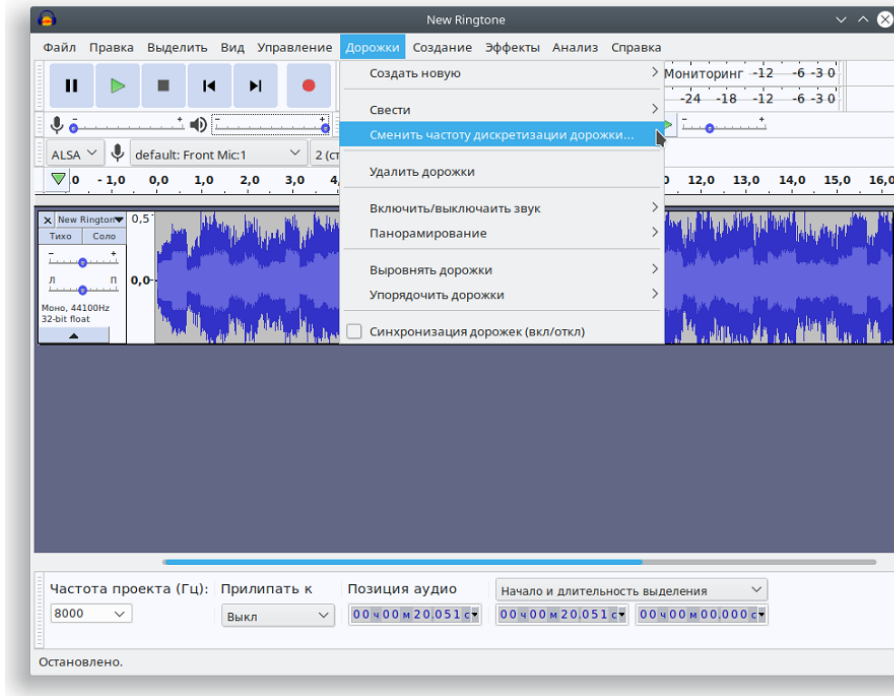 New Ringtone
Файл Правка Выделить Вид Управление Дорожки Создание Эффекты Анализ Справка
Создать новую
Мониторинг -12 -6 -3 0
Свести
-24 -18 -12 -6 -3 0
Сменить частоту дискретизации дорожки...
- + - + - +
ALSA default: Front Mic:1 2 (ст
Удалить дорожки
0 - 1,0 0,0 1,0 2,0 3,0 4, 12,0 13,0 14,0 15,0 16,0
Включить/выключаить звук
× New Rington 0,5
Тихо Соло
Панорамирование
- +
Выровнять дорожки
Л П 0,0
Упорядочить дорожки
Моно, 44100Hz
32-bit float
Синхронизация дорожек (вкл/откл)
Частота проекта (Гц): Прилипать к Позиция аудио Начало и длительность выделения
8000 Выкл 00 ч 00 м 20,051 с 00 ч 00 м 20,051 с 00 ч 00 м 00,000 с
Остановлено.